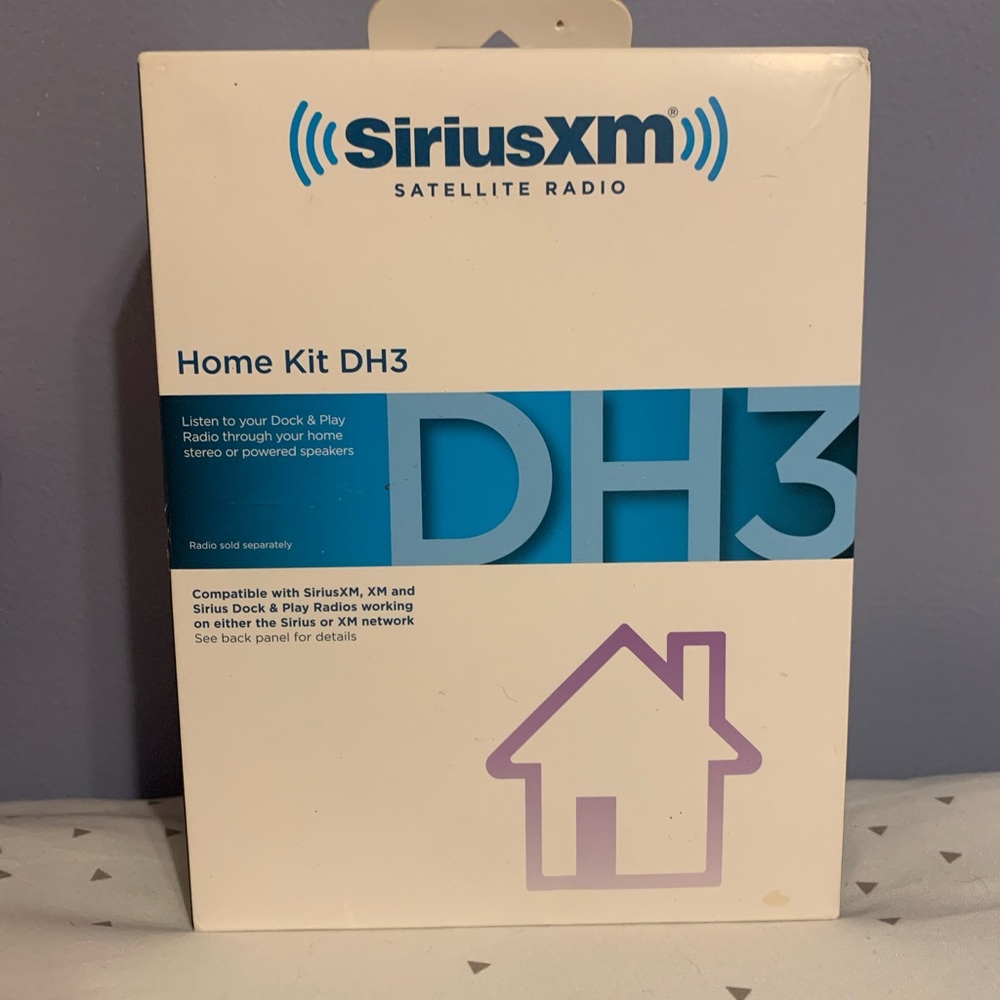 SiriusXM®
SATELLITE RADIO
Home Kit DH3
Listen to your Dock & Play
Radio through your home
stereo or powered speakers
DH3
Radio sold separately
Compatible with SiriusXM, XM and
Sirius Dock & Play Radios working
on either the Sirius or XM network
See back panel for details